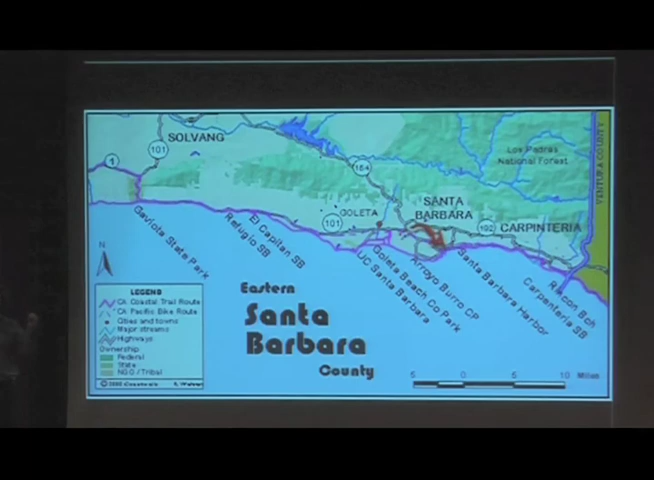 SOLVANG
1
101
154
Los Padres
National Forest
VENTURA COUNTY
SANTA
BARBARA
GOLETA
101
192
CARPINTERIA
Gaviota State Park
Refugio SB
El Capitan SB
UC Santa Barbara
Goleta Beach Co Park
Arroyo Burro CP
Santa Barbara Harbor
Carpenteria SB
Rincon Bch
N
Eastern
Santa
Barbara
County
LEGEND
CA Coastal Trail Route
CA Pacific Bike Route
Cities and towns
Major streams
Highways
Ownership
Federal
State
NGO / Tribal
5
0
5
10
Miles